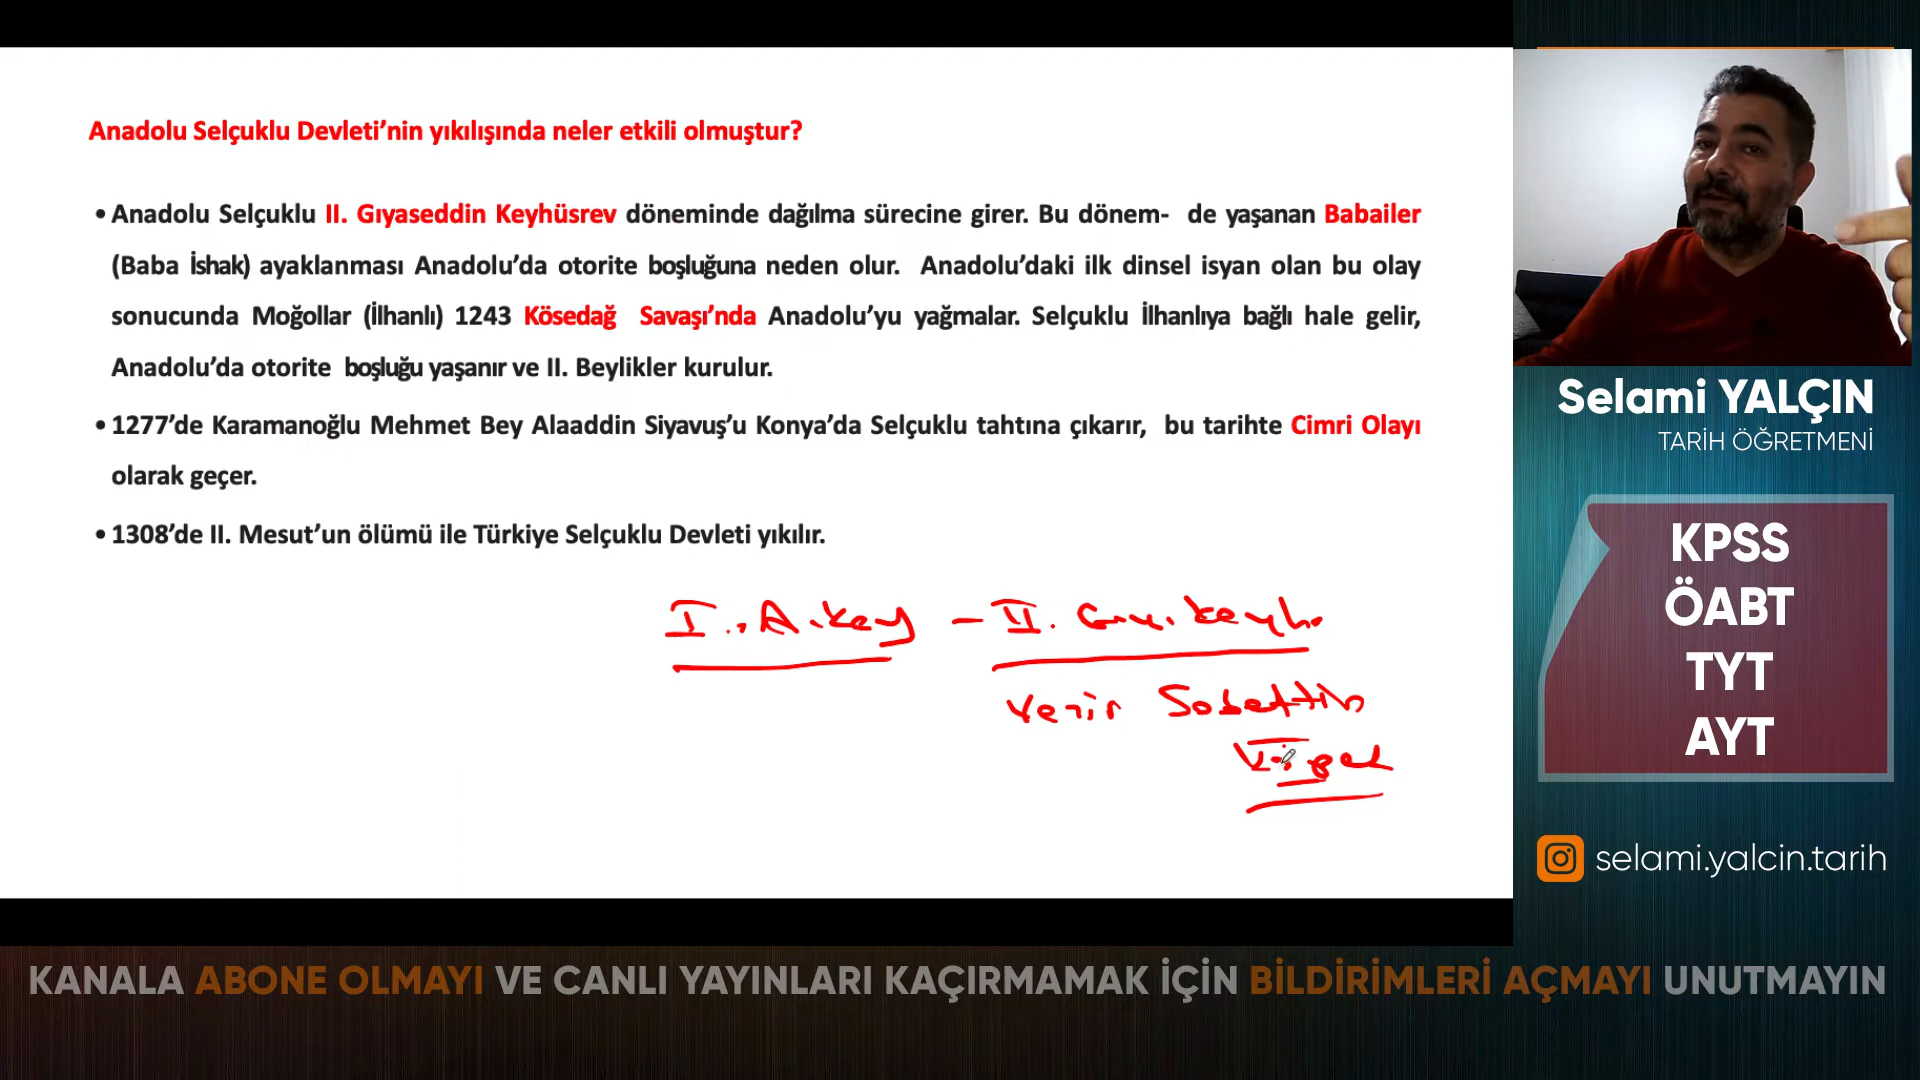 Anadolu Selçuklu Devleti’nin yıkılışında neler etkili olmuştur?
• Anadolu Selçuklu II. Gıyaseddin Keyhüsrev döneminde dağılma sürecine girer. Bu dönem- de yaşanan Babailer
(Baba İshak) ayaklanması Anadolu’da otorite boşluğuna neden olur. Anadolu’daki ilk dinsel isyan olan bu olay
sonucunda Moğollar (İlhanlı) 1243 Kösedağ Savaşı’nda Anadolu’yu yağmalar. Selçuklu İlhanlıya bağlı hale gelir,
Anadolu’da otorite boşluğu yaşanır ve II. Beylikler kurulur.
• 1277’de Karamanoğlu Mehmet Bey Alaaddin Siyavuş’u Konya’da Selçuklu tahtına çıkarır, bu tarihte Cimri Olayı
olarak geçer.
• 1308’de II. Mesut’un ölümü ile Türkiye Selçuklu Devleti yıkılır.
I. A.key – II.
Vezir
Selami YALÇIN
TARİH ÖĞRETMENİ
KPSS
ÖABT
TYT
AYT
selami.yalcin.tarih
KANALA ABONE OLMAYI VE CANLI YAYINLARI KAÇIRMAMAK İÇİN BİLDİRİMLERİ AÇMAYI UNUTMAYIN